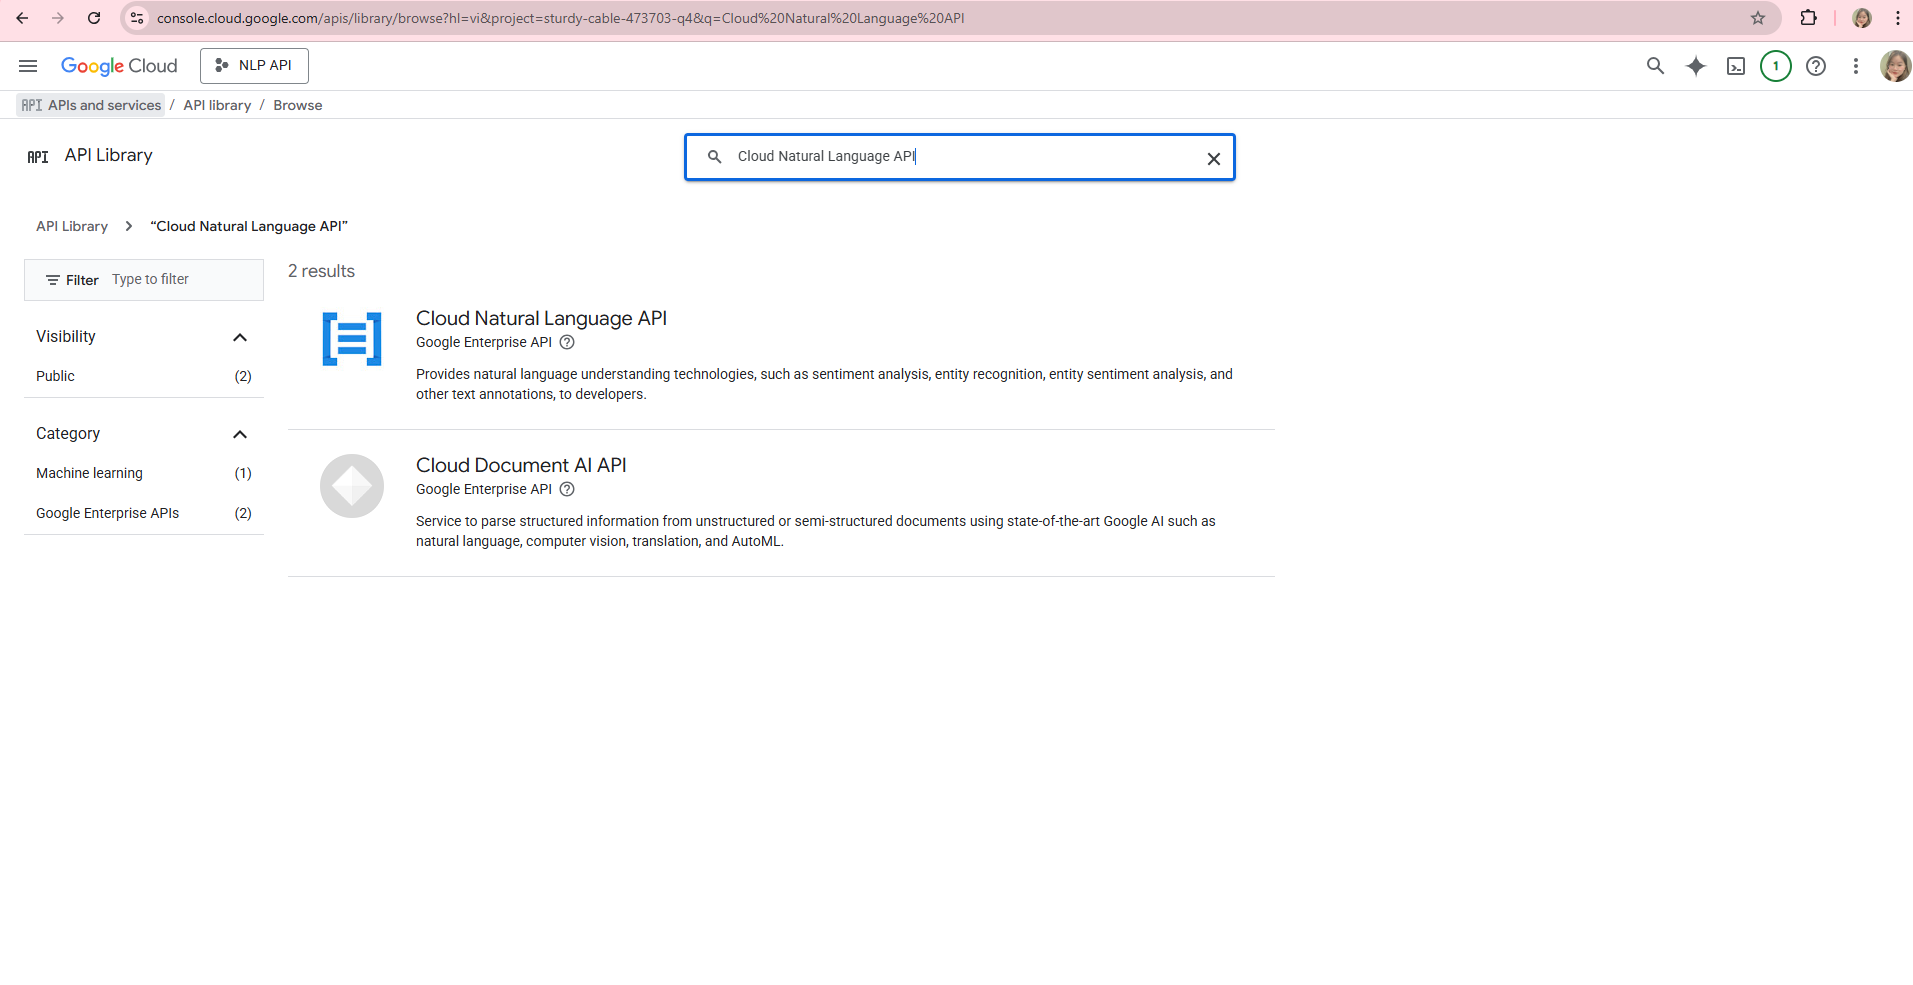 console.cloud.google.com/apis/library/browse?hl=vi&project=sturdy-cable-473703-q4&q=Cloud%20Natural%20Language%20API
Google Cloud
NLP API
1
API APIs and services / API library / Browse
API API Library
Cloud Natural Language API
API Library > “Cloud Natural Language API”
Filter Type to filter
2 results
Visibility
Public (2)
Category
Machine learning (1)
Google Enterprise APIs (2)
Cloud Natural Language API
Google Enterprise API
Provides natural language understanding technologies, such as sentiment analysis, entity recognition, entity sentiment analysis, and
other text annotations, to developers.
Cloud Document AI API
Google Enterprise API
Service to parse structured information from unstructured or semi-structured documents using state-of-the-art Google AI such as
natural language, computer vision, translation, and AutoML.